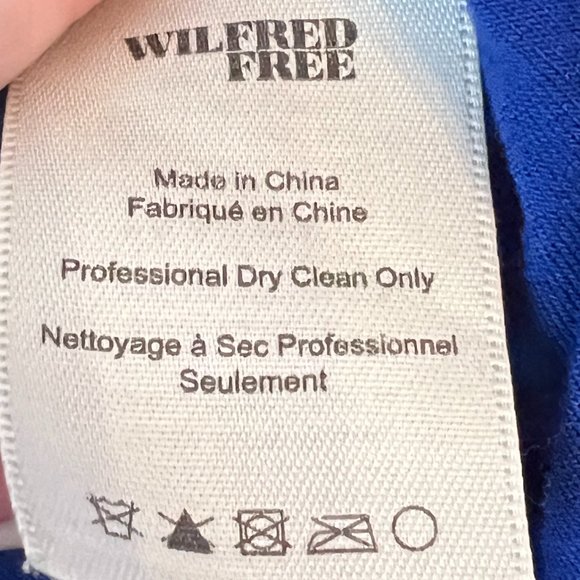 WILFRED
FREE
Made in China
Fabriqué en Chine
Professional Dry Clean Only
Nettoyage à Sec Professionnel
Seulement